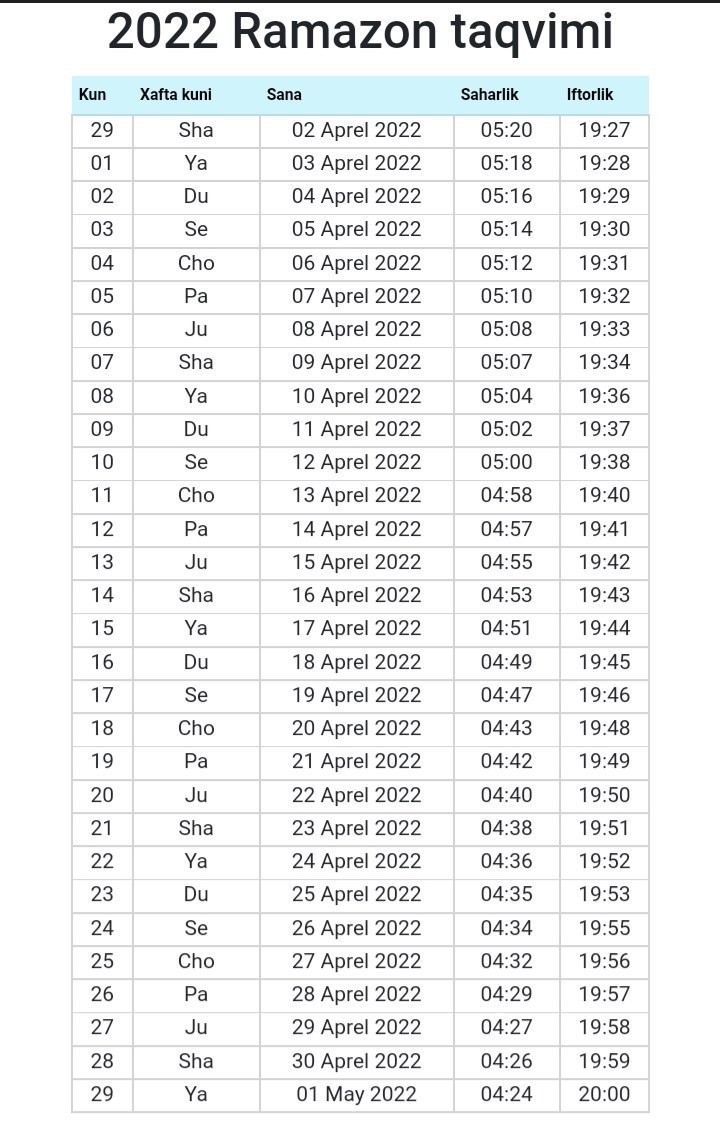 2022 Ramazon taqvimi
Kun Xafta kuni Sana Saharlik Iftorlik
29 Sha 02 Aprel 2022 05:20 19:27
01 Ya 03 Aprel 2022 05:18 19:28
02 Du 04 Aprel 2022 05:16 19:29
03 Se 05 Aprel 2022 05:14 19:30
04 Cho 06 Aprel 2022 05:12 19:31
05 Pa 07 Aprel 2022 05:10 19:32
06 Ju 08 Aprel 2022 05:08 19:33
07 Sha 09 Aprel 2022 05:07 19:34
08 Ya 10 Aprel 2022 05:04 19:36
09 Du 11 Aprel 2022 05:02 19:37
10 Se 12 Aprel 2022 05:00 19:38
11 Cho 13 Aprel 2022 04:58 19:40
12 Pa 14 Aprel 2022 04:57 19:41
13 Ju 15 Aprel 2022 04:55 19:42
14 Sha 16 Aprel 2022 04:53 19:43
15 Ya 17 Aprel 2022 04:51 19:44
16 Du 18 Aprel 2022 04:49 19:45
17 Se 19 Aprel 2022 04:47 19:46
18 Cho 20 Aprel 2022 04:43 19:48
19 Pa 21 Aprel 2022 04:42 19:49
20 Ju 22 Aprel 2022 04:40 19:50
21 Sha 23 Aprel 2022 04:38 19:51
22 Ya 24 Aprel 2022 04:36 19:52
23 Du 25 Aprel 2022 04:35 19:53
24 Se 26 Aprel 2022 04:34 19:55
25 Cho 27 Aprel 2022 04:32 19:56
26 Pa 28 Aprel 2022 04:29 19:57
27 Ju 29 Aprel 2022 04:27 19:58
28 Sha 30 Aprel 2022 04:26 19:59
29 Ya 01 May 2022 04:24 20:00